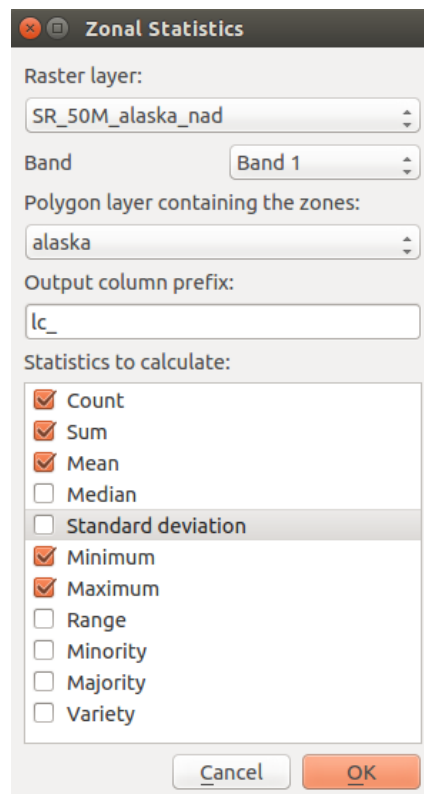 Zonal Statistics
Raster layer:
SR_50M_alaska_nad
Band Band 1
Polygon layer containing the zones:
alaska
Output column prefix:
lc_
Statistics to calculate:
Count
Sum
Mean
Median
Standard deviation
Minimum
Maximum
Range
Minority
Majority
Variety
Cancel OK